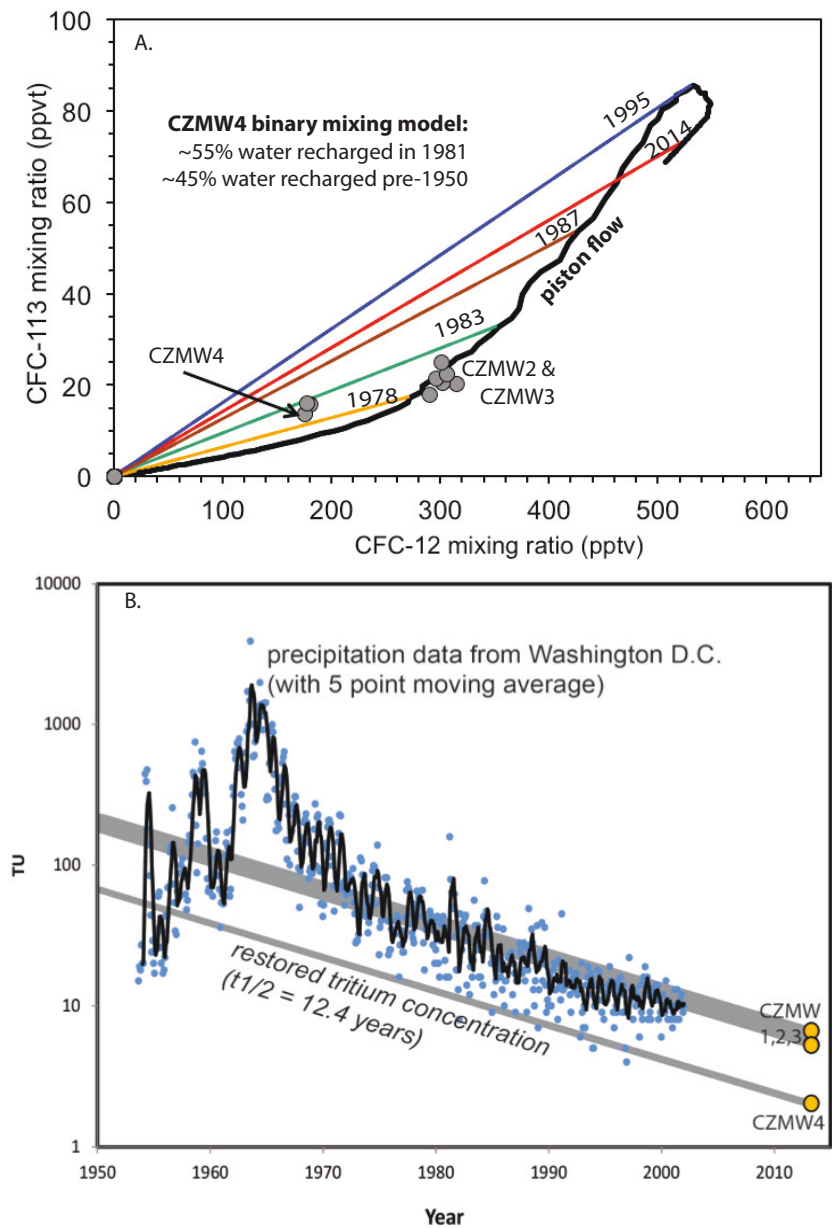 A.
CZMW4 binary mixing model:
~55% water recharged in 1981
~45% water recharged pre-1950
1995
2014
1987
piston flow
1983
CZMW4
1978
CZMW2 &
CZMW3
CFC-113 mixing ratio (ppvt)
100
80
60
40
20
0
0 100 200 300 400 500 600
CFC-12 mixing ratio (pptv)
B.
precipitation data from Washington D.C.
(with 5 point moving average)
restored tritium concentration
(t1/2 = 12.4 years)
CZMW
1,2,3
CZMW4
TU
10000
1000
100
10
1
1950 1960 1970 1980 1990 2000 2010
Year